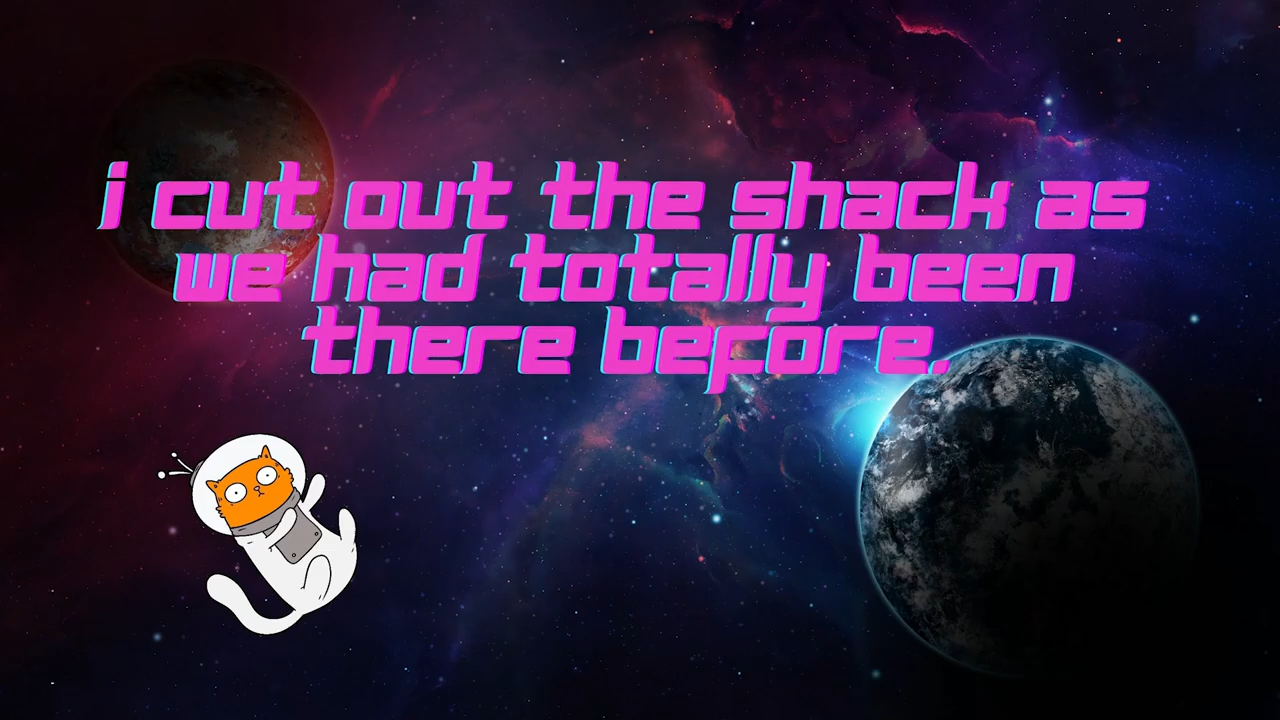 i cut out the shack as
we had totally been
there before.